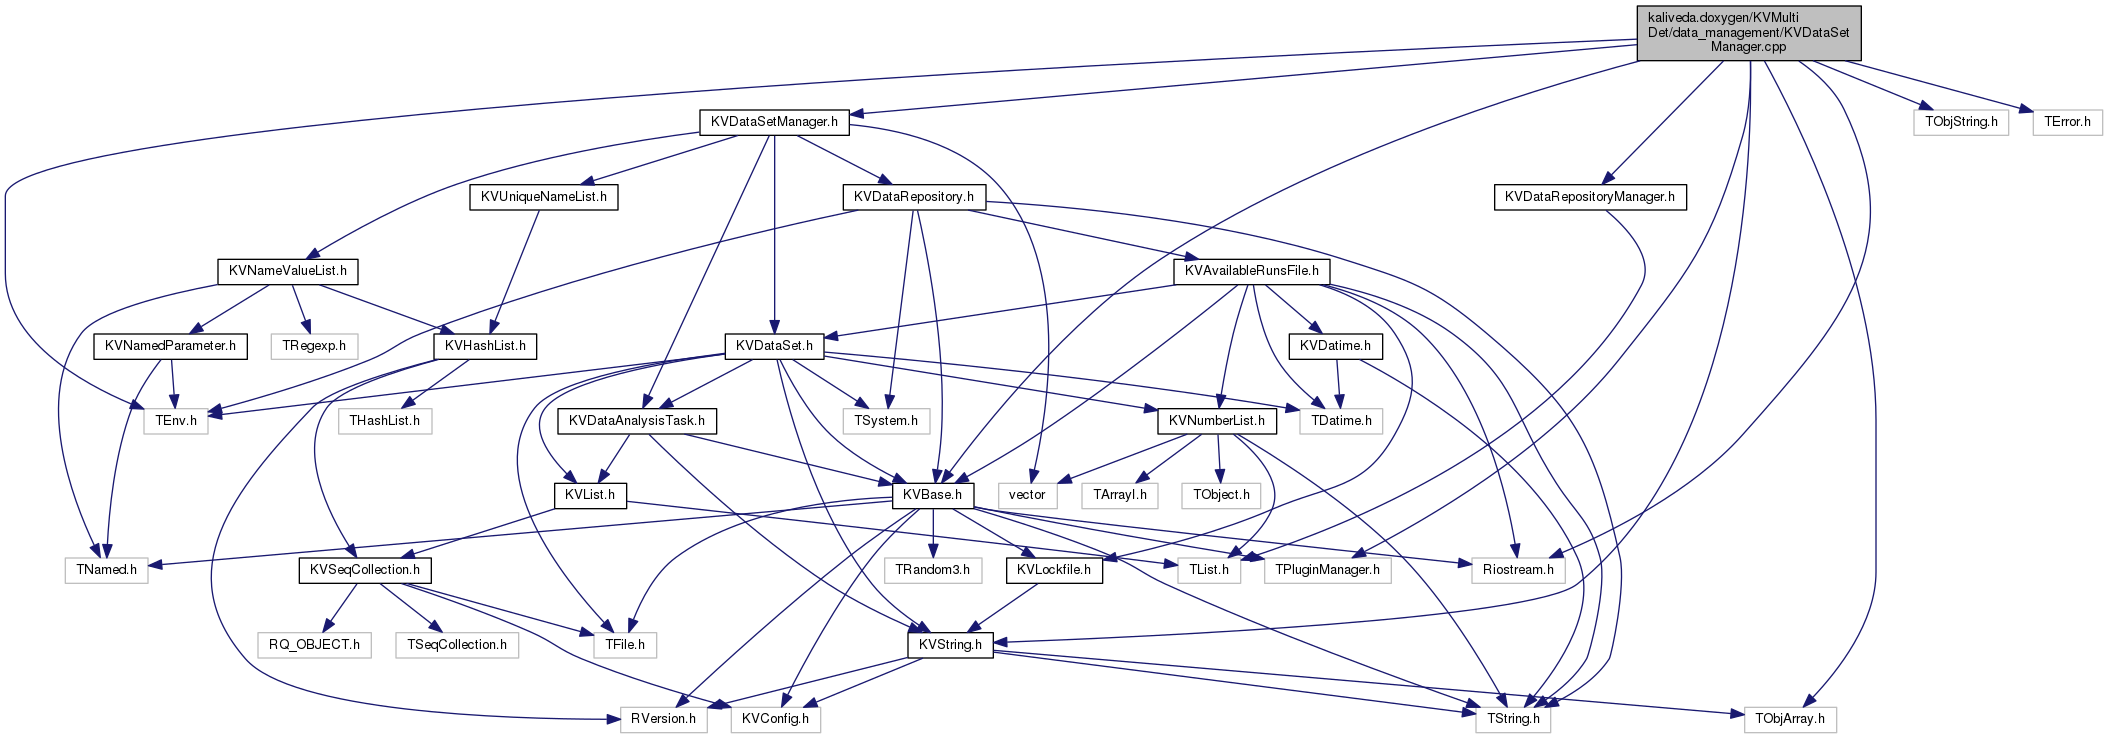 kaliveda.doxygen/KVMulti
Det/data_management/KVDataSet
Manager.cpp
KVDataSetManager.h
TObjString.h
TError.h
KVUniqueNameList.h
KVDataRepository.h
KVDataRepositoryManager.h
KVNameValueList.h
KVAvailableRunsFile.h
KVNamedParameter.h
TRegexp.h
KVHashList.h
KVDataSet.h
KVDatime.h
TEnv.h
THashList.h
KVDataAnalysisTask.h
TSystem.h
KVNumberList.h
TDatime.h
KVList.h
KVBase.h
vector
TArrayI.h
TObject.h
TNamed.h
KVSeqCollection.h
TRandom3.h
KVLockfile.h
TList.h
TPluginManager.h
Riostream.h
RQ_OBJECT.h
TSeqCollection.h
TFile.h
KVString.h
RVersion.h
KVConfig.h
TString.h
TObjArray.h